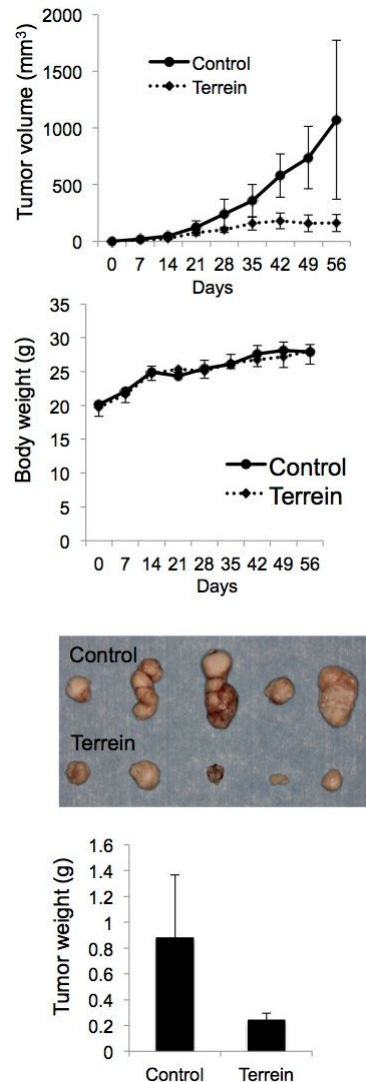 Tumor volume (mm³)
2000
1500
1000
500
0
Control
Terrein
0 7 14 21 28 35 42 49 56
Days
Body weight (g)
35
30
25
20
15
10
5
0
Control
Terrein
0 7 14 21 28 35 42 49 56
Days
Control
Terrein
Tumor weight (g)
1.6
1.4
1.2
1
0.8
0.6
0.4
0.2
0
Control Terrein